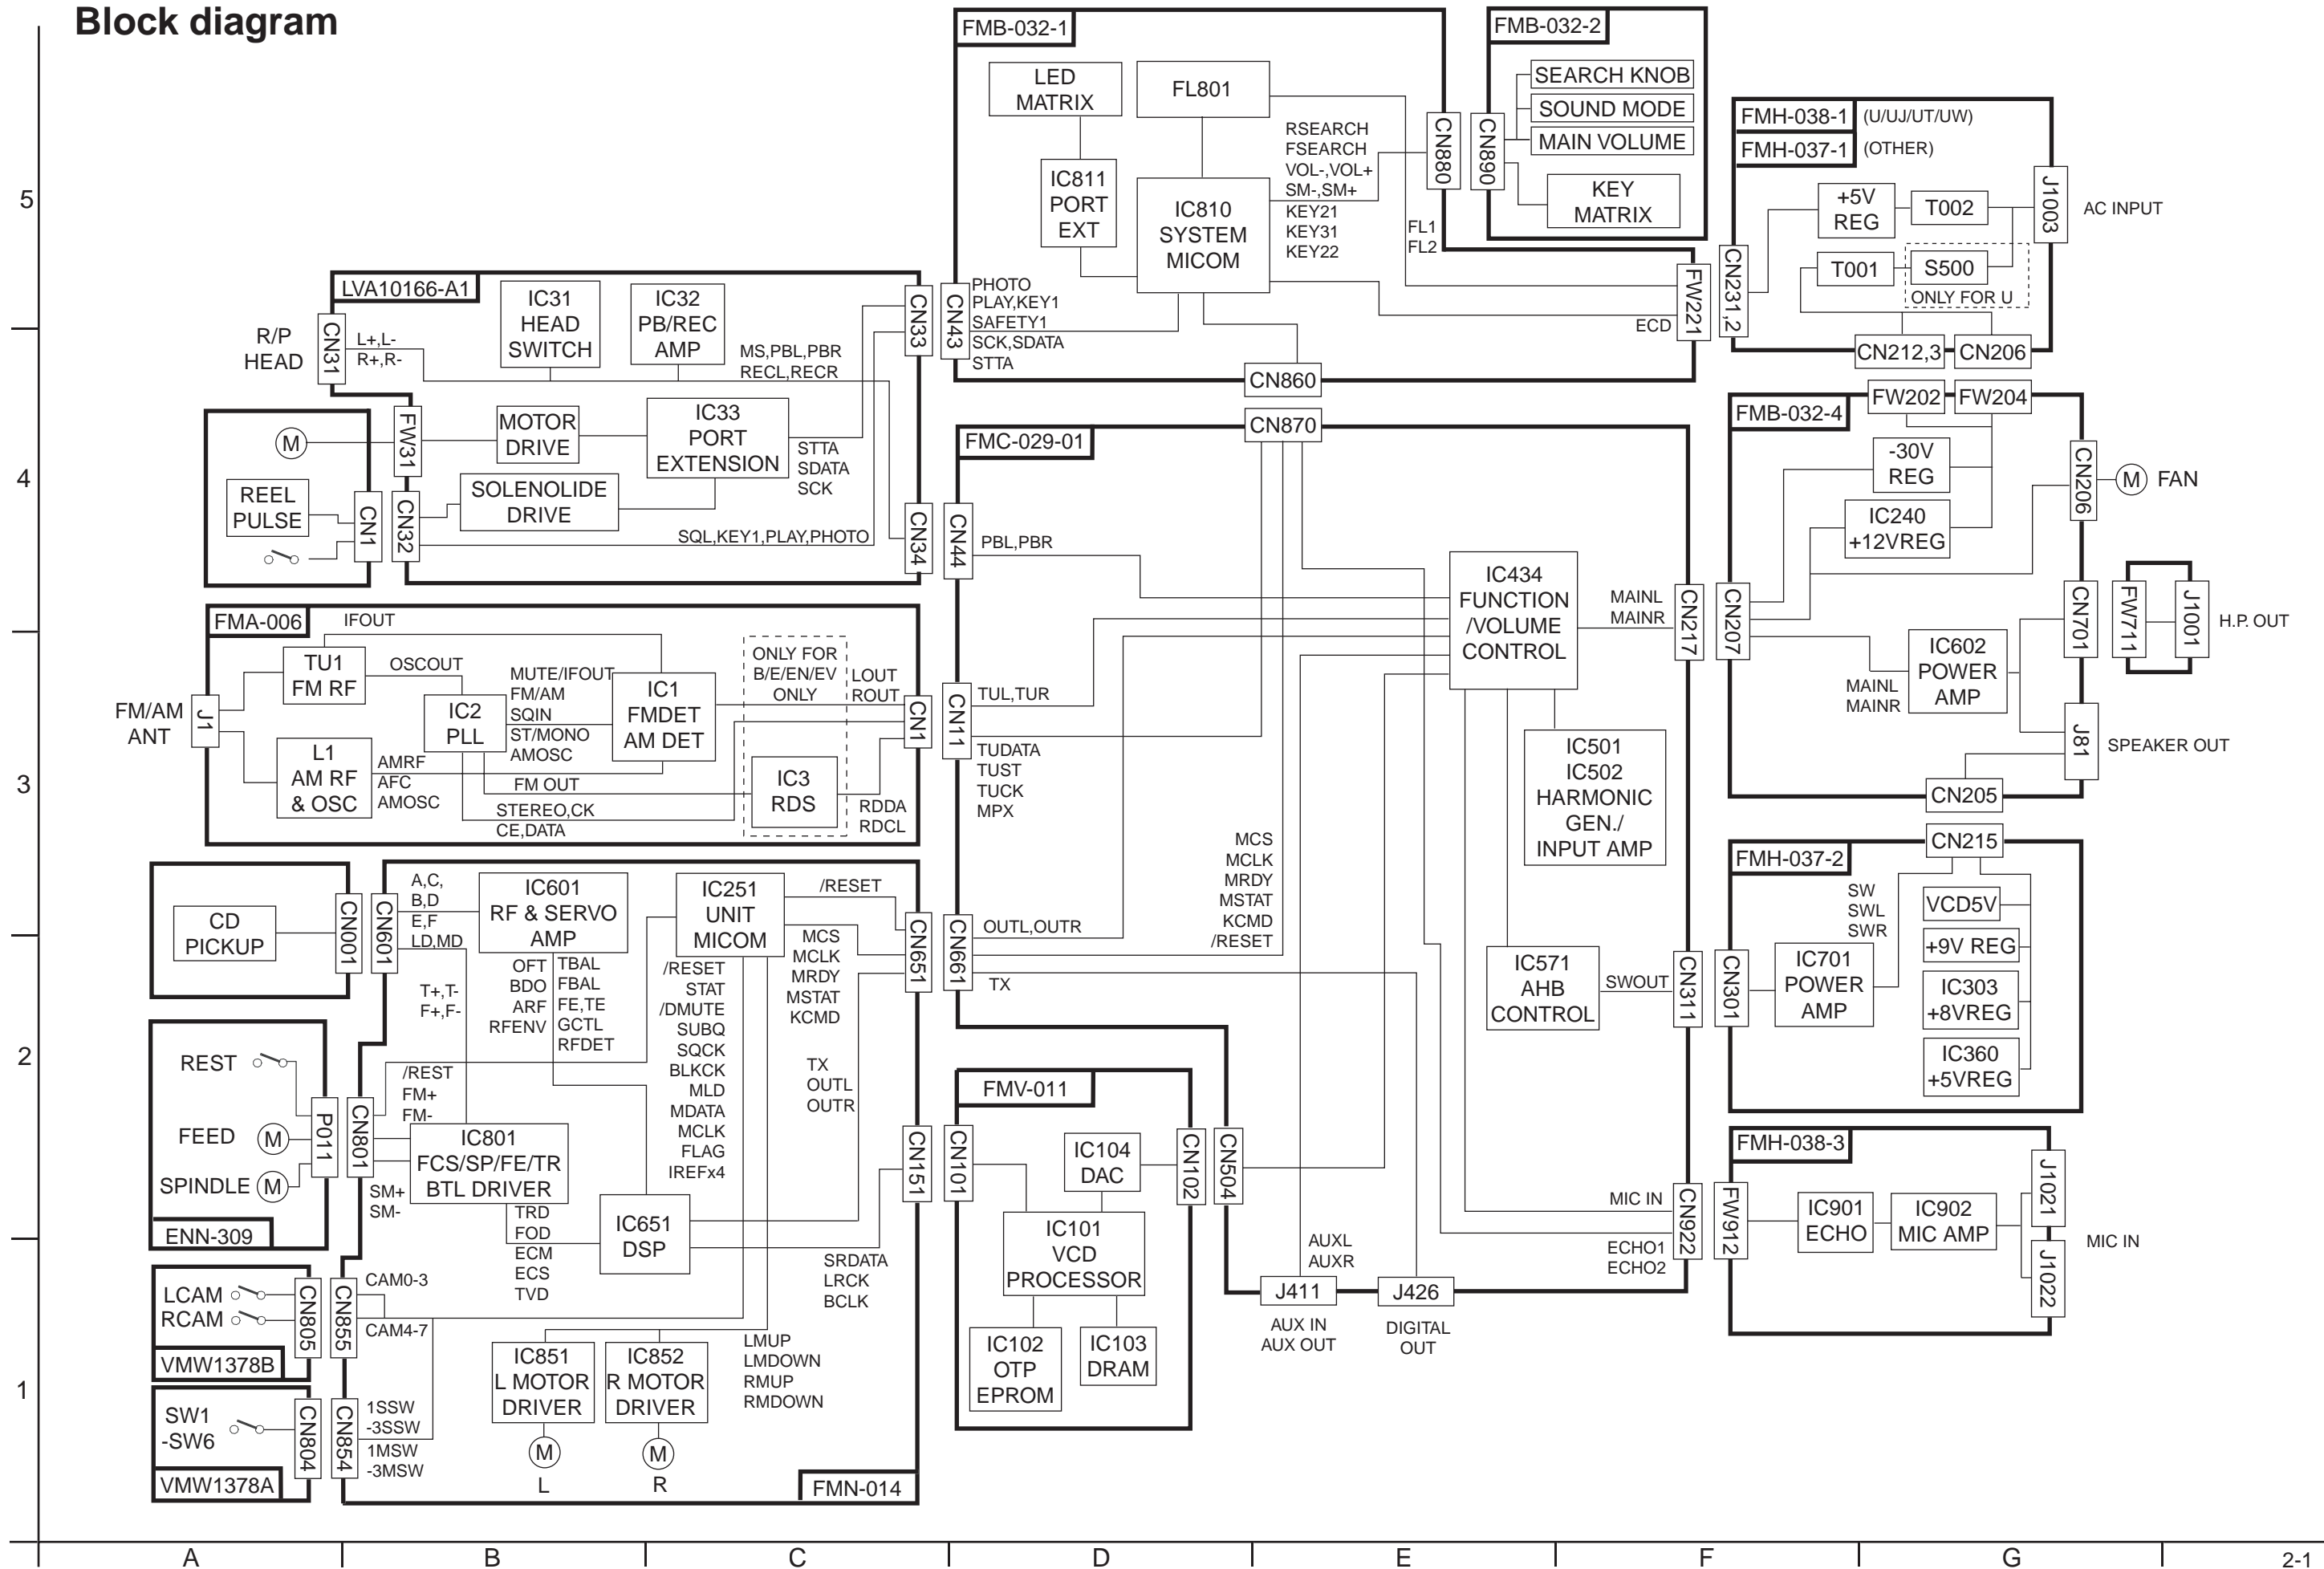 Block diagram
FMB-032-1
LED
MATRIX
FL801
IC811
PORT
EXT
IC810
SYSTEM
MICOM
RSEARCH
FSEARCH
VOL-,VOL+
SM-,SM+
KEY21
KEY31
KEY22
FL1
FL2
CN880
PHOTO
PLAY,KEY1
SAFETY1
SCK,SDATA
STTA
CN43
ECD
FW221
CN860
FMB-032-2
SEARCH KNOB
SOUND MODE
MAIN VOLUME
KEY
MATRIX
CN890
FMH-038-1
(U/UJ/UT/UW)
FMH-037-1
(OTHER)
+5V
REG
T002
T001
S500
ONLY FOR U
J1003
AC INPUT
CN231,2
CN212,3
CN206
5
LVA10166-A1
IC31
HEAD
SWITCH
IC32
PB/REC
AMP
R/P
HEAD
CN31
L+,L-
R+,R-
MS,PBL,PBR
RECL,RECR
CN33
MOTOR
DRIVE
IC33
PORT
EXTENSION
STTA
SDATA
SCK
SOLENOLIDE
DRIVE
SQL,KEY1,PLAY,PHOTO
CN34
FW31
CN32
M
REEL
PULSE
CN1
4
FMB-032-4
FW202
FW204
-30V
REG
IC240
+12VREG
CN206
M
FAN
CN207
MAINL
MAINR
IC602
POWER
AMP
CN701
J81
SPEAKER OUT
CN205
FW711
J1001
H.P. OUT
FMC-029-01
CN870
CN44
PBL,PBR
IC434
FUNCTION
/VOLUME
CONTROL
MAINL
MAINR
CN217
CN11
TUL,TUR
TUDATA
TUST
TUCK
MPX
IC501
IC502
HARMONIC
GEN./
INPUT AMP
MCS
MCLK
MRDY
MSTAT
KCMD
/RESET
CN661
OUTL,OUTR
TX
IC571
AHB
CONTROL
SWOUT
CN311
CN504
MIC IN
ECHO1
ECHO2
CN922
AUXL
AUXR
J411
J426
AUX IN
AUX OUT
DIGITAL
OUT
FMA-006
IFOUT
TU1
FM RF
OSCOUT
MUTE/IFOUT
FM/AM
SQIN
ST/MONO
AMOSC
IC1
FMDET
AM DET
ONLY FOR
B/E/EN/EV
ONLY
LOUT
ROUT
CN1
FM/AM
ANT
J1
IC2
PLL
L1
AM RF
& OSC
AMRF
AFC
AMOSC
FM OUT
STEREO,CK
CE,DATA
IC3
RDS
RDDA
RDCL
3
FMH-037-2
CN215
SW
SWL
SWR
VCD5V
+9V REG
IC303
+8VREG
IC360
+5VREG
IC701
POWER
AMP
CN301
CD
PICKUP
CN001
CN601
A,C,
B,D
E,F
LD,MD
IC601
RF & SERVO
AMP
IC251
UNIT
MICOM
/RESET
MCS
MCLK
MRDY
MSTAT
KCMD
CN651
T+,T-
F+,F-
OFT
BDO
ARF
RFENV
TBAL
FBAL
FE,TE
GCTL
RFDET
/RESET
STAT
/DMUTE
SUBQ
SQCK
BLKCK
MLD
MDATA
MCLK
FLAG
IREFx4
TX
OUTL
OUTR
2
REST
FEED
M
SPINDLE
M
P011
ENN-309
CN801
/REST
FM+
FM-
SM+
SM-
IC801
FCS/SP/FE/TR
BTL DRIVER
TRD
FOD
ECM
ECS
TVD
IC651
DSP
SRDATA
LRCK
BCLK
CN151
FMV-011
CN101
IC104
DAC
CN102
IC101
VCD
PROCESSOR
IC102
OTP
EPROM
IC103
DRAM
FMH-038-3
FW912
IC901
ECHO
IC902
MIC AMP
J1021
J1022
MIC IN
LCAM
RCAM
CN805
VMW1378B
CN855
CAM0-3
CAM4-7
1
SW1
-SW6
CN804
VMW1378A
CN854
1SSW
-3SSW
1MSW
-3MSW
IC851
L MOTOR
DRIVER
IC852
R MOTOR
DRIVER
LMUP
LMDOWN
RMUP
RMDOWN
M
L
M
R
FMN-014
A
B
C
D
E
F
G
2-1